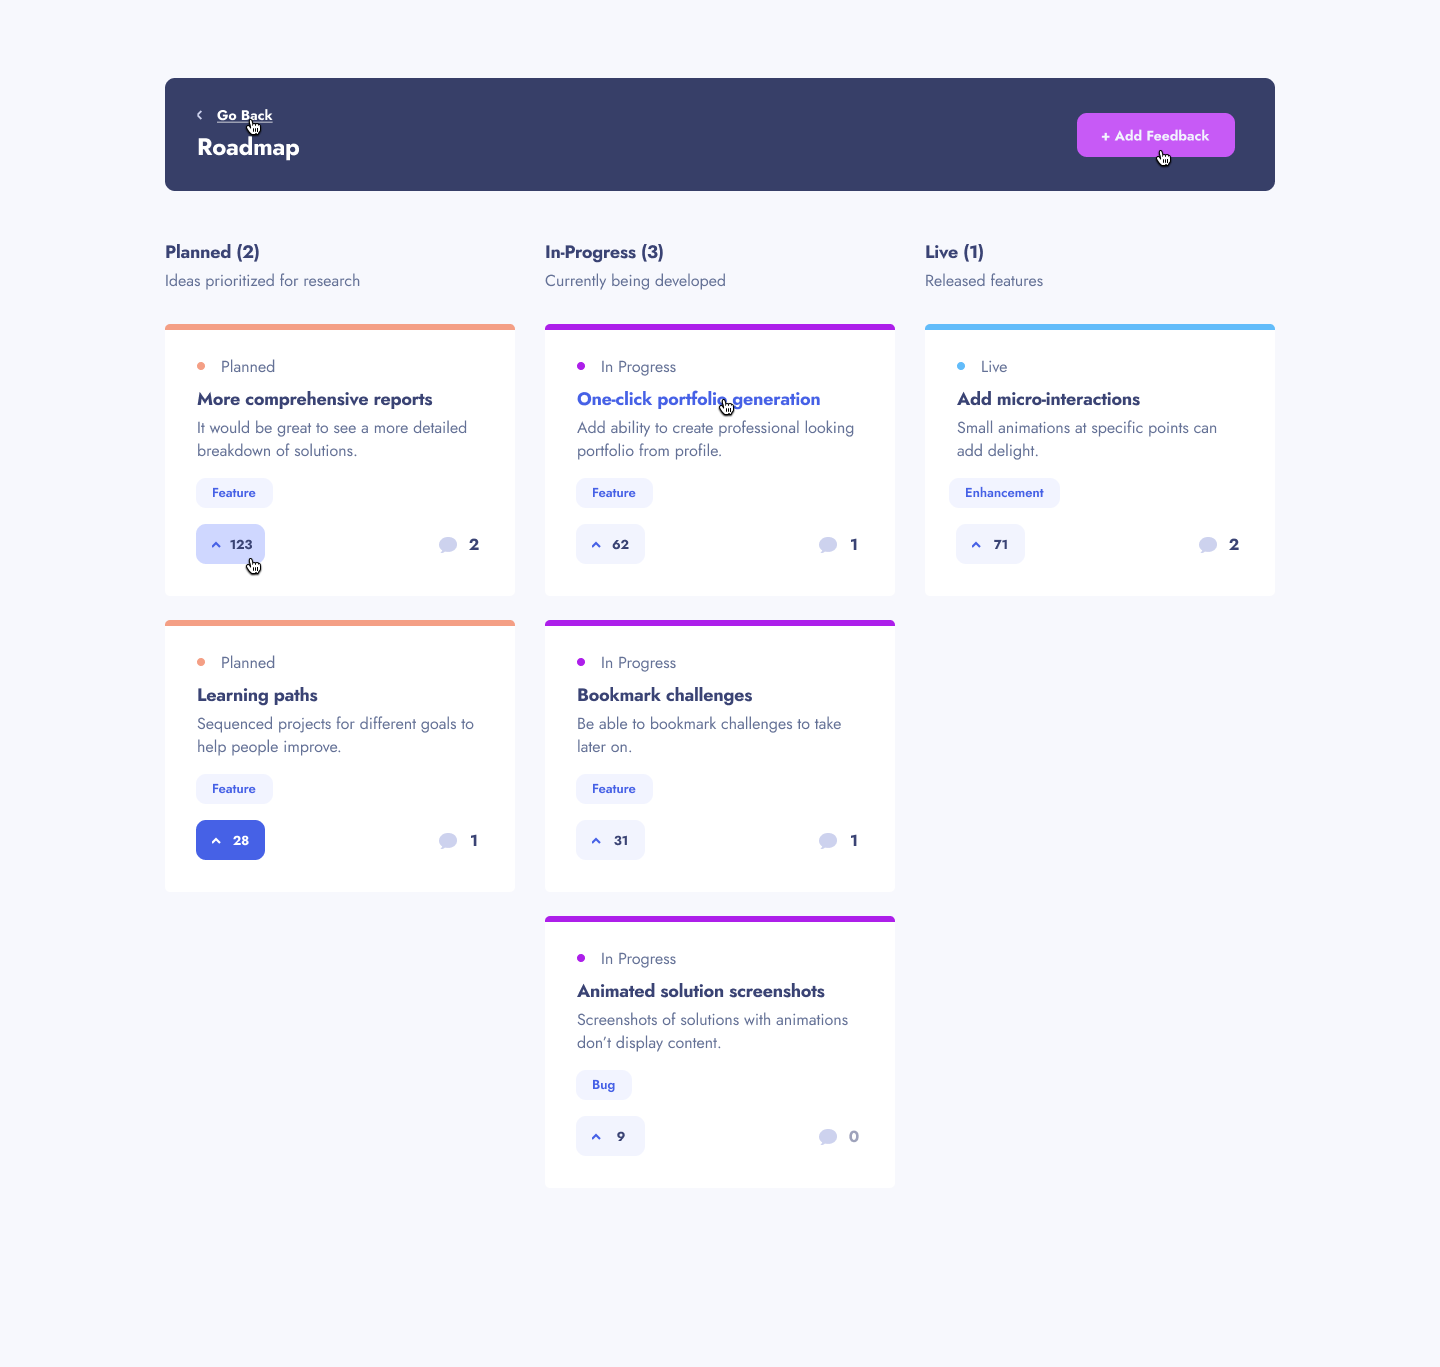 Go Back
Roadmap
+ Add Feedback
Planned (2)
Ideas prioritized for research
Planned
More comprehensive reports
It would be great to see a more detailed
breakdown of solutions.
Feature
123
2
Planned
Learning paths
Sequenced projects for different goals to
help people improve.
Feature
28
1
In-Progress (3)
Currently being developed
In Progress
One-click portfolio generation
Add ability to create professional looking
portfolio from profile.
Feature
62
1
In Progress
Bookmark challenges
Be able to bookmark challenges to take
later on.
Feature
31
1
In Progress
Animated solution screenshots
Screenshots of solutions with animations
don’t display content.
Bug
9
0
Live (1)
Released features
Live
Add micro-interactions
Small animations at specific points can
add delight.
Enhancement
71
2